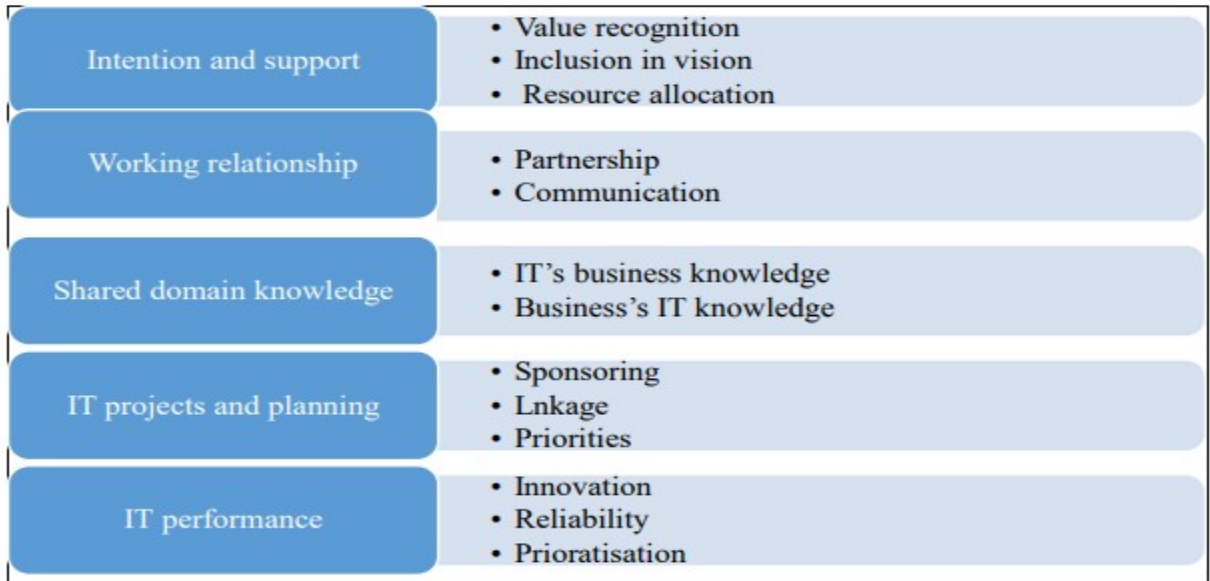 Intention and support
• Value recognition
• Inclusion in vision
• Resource allocation
Working relationship
• Partnership
• Communication
Shared domain knowledge
• IT’s business knowledge
• Business’s IT knowledge
IT projects and planning
• Sponsoring
• Lnkage
• Priorities
IT performance
• Innovation
• Reliability
• Prioratisation